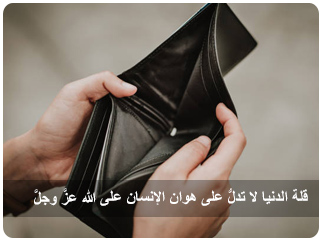 قلة الدنيا لا تدلُّ على هوان الإنسان على الله عزَّ وجلَّ